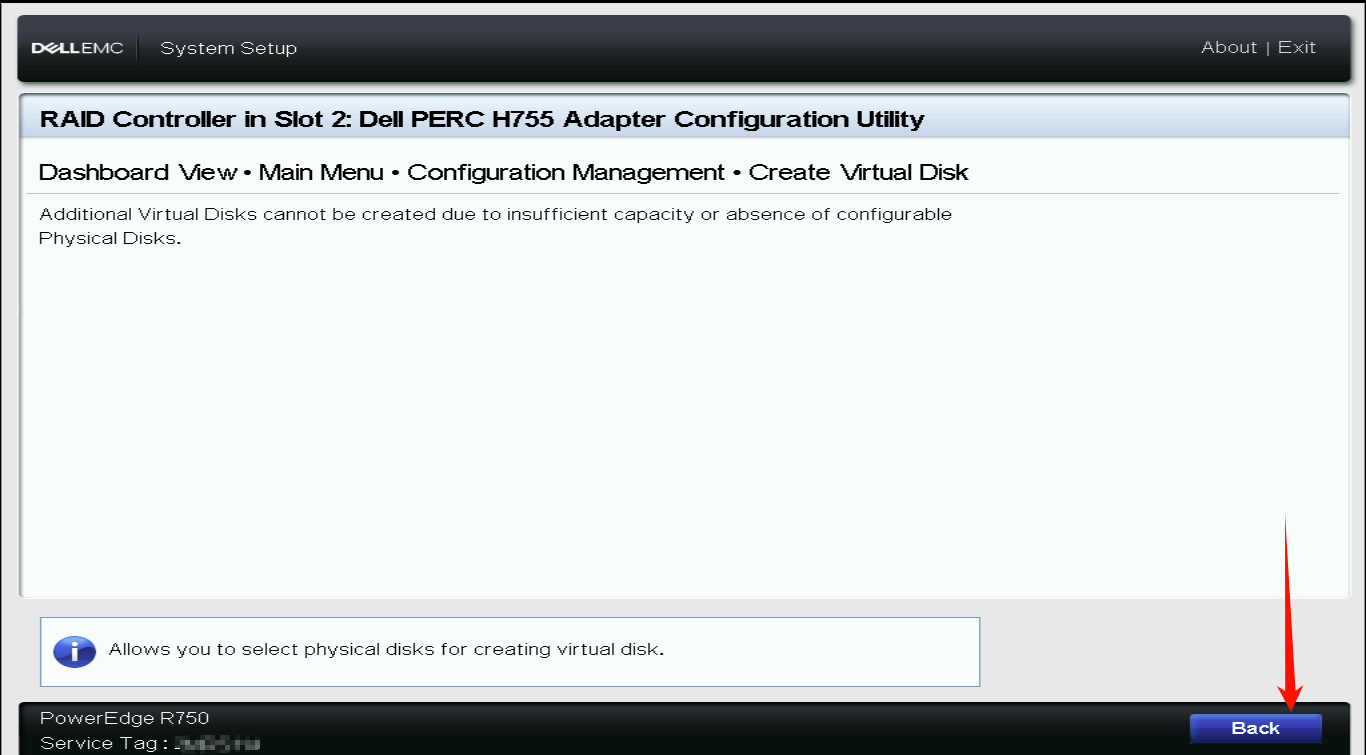 DELLEMC System Setup About | Exit
RAID Controller in Slot 2: Dell PERC H755 Adapter Configuration Utility
Dashboard View • Main Menu • Configuration Management • Create Virtual Disk
Additional Virtual Disks cannot be created due to insufficient capacity or absence of configurable
Physical Disks.
Allows you to select physical disks for creating virtual disk.
PowerEdge R750
Service Tag :
Back